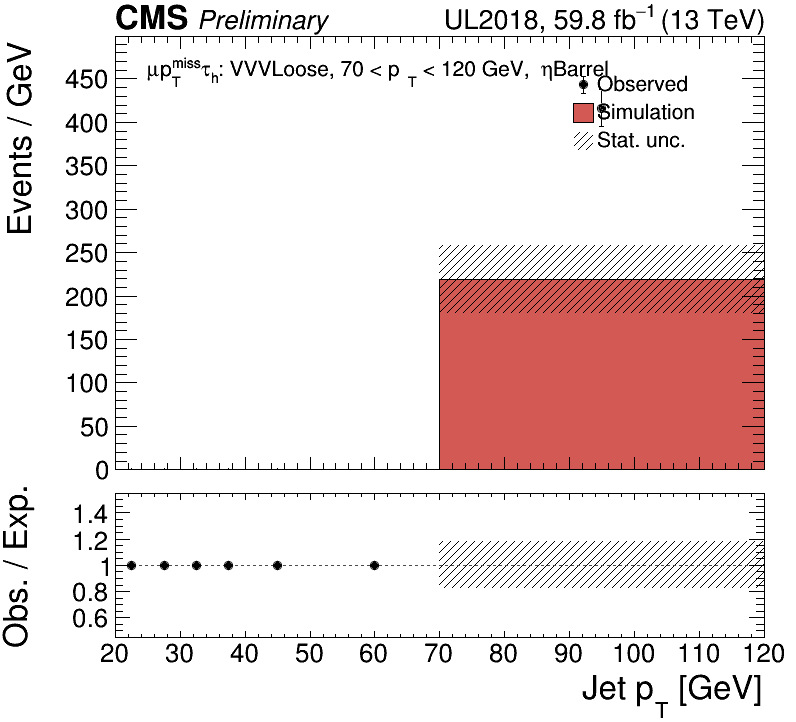 CMS Preliminary UL2018, 59.8 fb⁻¹ (13 TeV)
μp_T^miss τ_h: VVVLoose, 70 < p_T < 120 GeV, ηBarrel
Observed
Simulation
Stat. unc.
Events / GeV
450
400
350
300
250
200
150
100
50
0
Obs. / Exp.
1.4
1.2
1
0.8
0.6
20 30 40 50 60 70 80 90 100 110 120
Jet p_T [GeV]